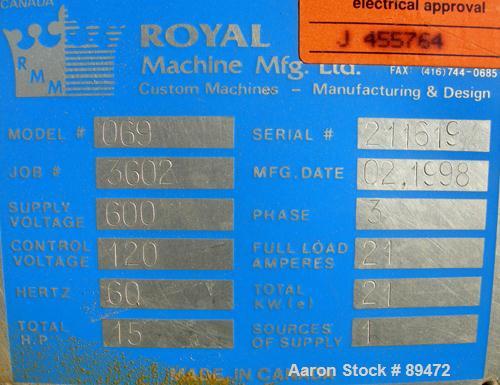 CANADA
electrical approval
J 455764
RMM
ROYAL
Machine Mfg. Ltd. FAX: (416) 744-0685
Custom Machines - Manufacturing & Design
MODEL # 069 SERIAL # 211619
JOB # 3602 MFG. DATE 02.1998
SUPPLY VOLTAGE 600 PHASE 3
CONTROL VOLTAGE 120 FULL LOAD AMPERES 21
HERTZ 60 TOTAL K.W. (e) 21
TOTAL H.P. 15 SOURCES OF SUPPLY 1
MADE IN CANADA
Aaron Stock # 89472